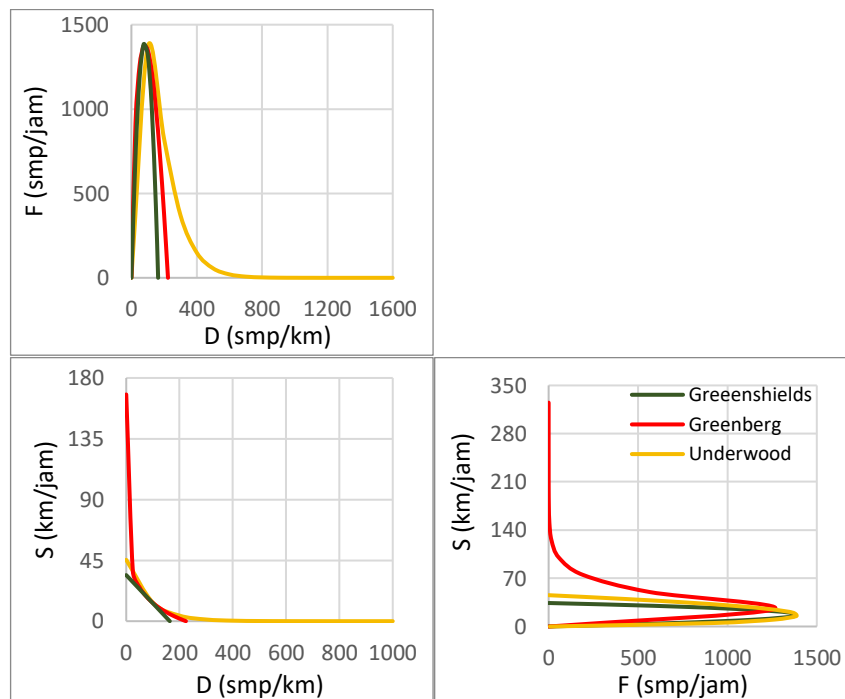 1500
1000
500
0
F (smp/jam)
0 400 800 1200 1600
D (smp/km)
180
135
90
45
0
S (km/jam)
0 200 400 600 800 1000
D (smp/km)
350
280
210
140
70
0
S (km/jam)
Greeenshields
Greenberg
Underwood
0 500 1000 1500
F (smp/jam)